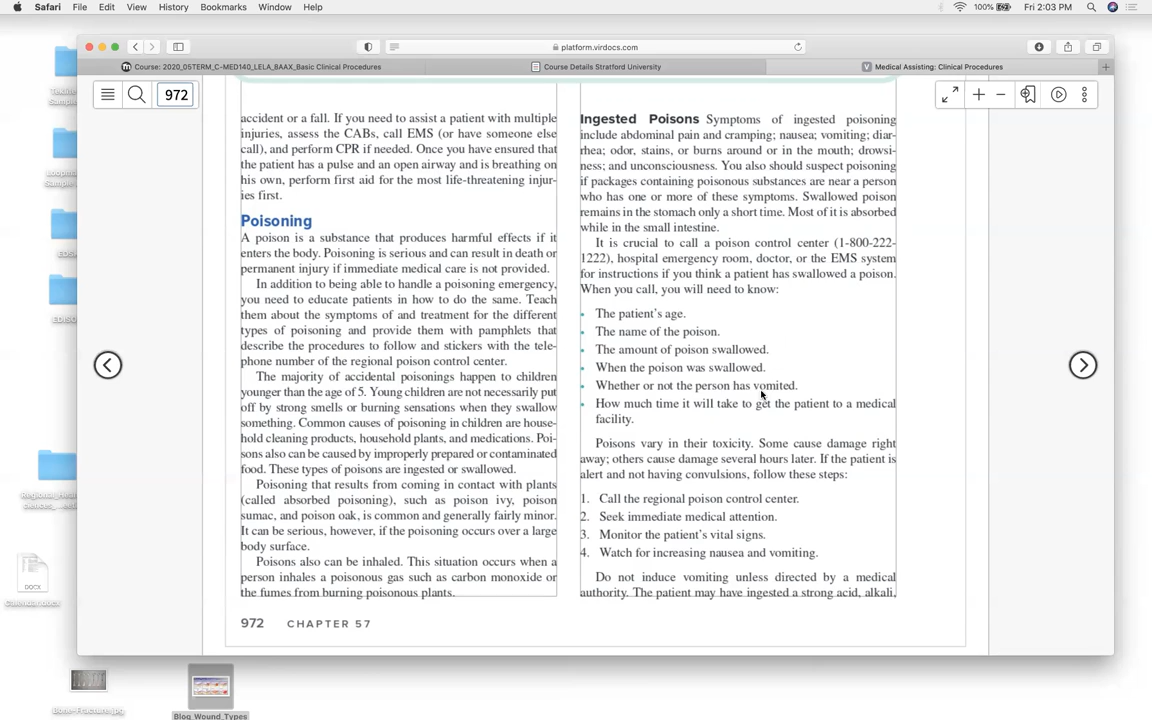 Safari File Edit View History Bookmarks Window Help
100% Fri 2:03 PM
platform.virdocs.com
Course: 2020_05TERM_C-MED140_LELA_BAAX_Basic Clinical Procedures
Course Details Stratford University
Medical Assisting: Clinical Procedures
972
accident or a fall. If you need to assist a patient with multiple
injuries, assess the CABs, call EMS (or have someone else
call), and perform CPR if needed. Once you have ensured that
the patient has a pulse and an open airway and is breathing on
his own, perform first aid for the most life-threatening injur-
ies first.
Poisoning
A poison is a substance that produces harmful effects if it
enters the body. Poisoning is serious and can result in death or
permanent injury if immediate medical care is not provided.
In addition to being able to handle a poisoning emergency,
you need to educate patients in how to do the same. Teach
them about the symptoms of and treatment for the different
types of poisoning and provide them with pamphlets that
describe the procedures to follow and stickers with the tele-
phone number of the regional poison control center.
The majority of accidental poisonings happen to children
younger than the age of 5. Young children are not necessarily put
off by strong smells or burning sensations when they swallow
something. Common causes of poisoning in children are house-
hold cleaning products, household plants, and medications. Poi-
sons also can be caused by improperly prepared or contaminated
food. These types of poisons are ingested or swallowed.
Poisoning that results from coming in contact with plants
(called absorbed poisoning), such as poison ivy, poison
sumac, and poison oak, is common and generally fairly minor.
It can be serious, however, if the poisoning occurs over a large
body surface.
Poisons also can be inhaled. This situation occurs when a
person inhales a poisonous gas such as carbon monoxide or
the fumes from burning poisonous plants.
Ingested Poisons Symptoms of ingested poisoning
include abdominal pain and cramping; nausea; vomiting; diar-
rhea; odor, stains, or burns around or in the mouth; drowsi-
ness; and unconsciousness. You also should suspect poisoning
if packages containing poisonous substances are near a person
who has one or more of these symptoms. Swallowed poison
remains in the stomach only a short time. Most of it is absorbed
while in the small intestine.
It is crucial to call a poison control center (1-800-222-
1222), hospital emergency room, doctor, or the EMS system
for instructions if you think a patient has swallowed a poison.
When you call, you will need to know:
• The patient's age.
• The name of the poison.
• The amount of poison swallowed.
• When the poison was swallowed.
• Whether or not the person has vomited.
• How much time it will take to get the patient to a medical
facility.
Poisons vary in their toxicity. Some cause damage right
away; others cause damage several hours later. If the patient is
alert and not having convulsions, follow these steps:
1. Call the regional poison control center.
2. Seek immediate medical attention.
3. Monitor the patient's vital signs.
4. Watch for increasing nausea and vomiting.
Do not induce vomiting unless directed by a medical
authority. The patient may have ingested a strong acid, alkali,
972 CHAPTER 57
DOCX
Calendar.docx
Bone-Fracture.jpg
Blog_Wound_Types